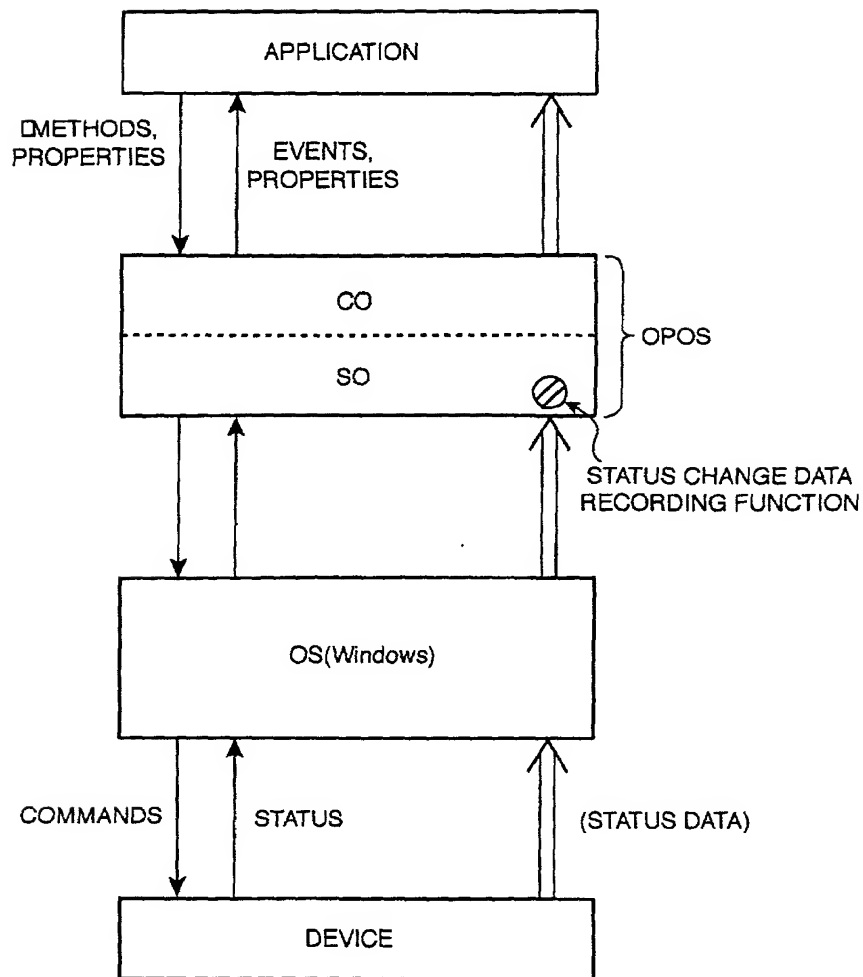 APPLICATION
□METHODS,
PROPERTIES
EVENTS,
PROPERTIES
CO
SO
OPOS
STATUS CHANGE DATA
RECORDING FUNCTION
OS(Windows)
COMMANDS
STATUS
(STATUS DATA)
DEVICE